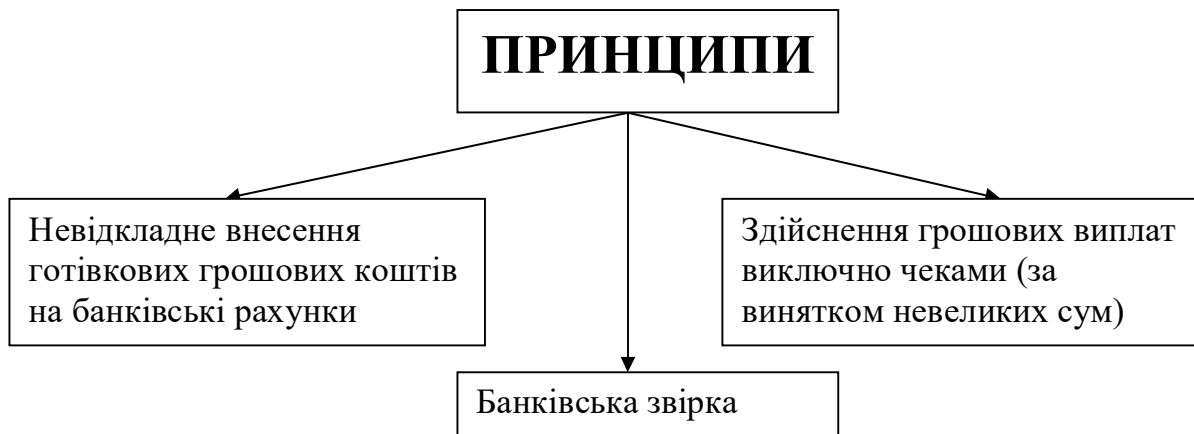 ПРИНЦИПИ
Невідкладне внесення
готівкових грошових коштів
на банківські рахунки
Здійснення грошових виплат
виключно чеками (за
винятком невеликих сум)
Банківська звірка